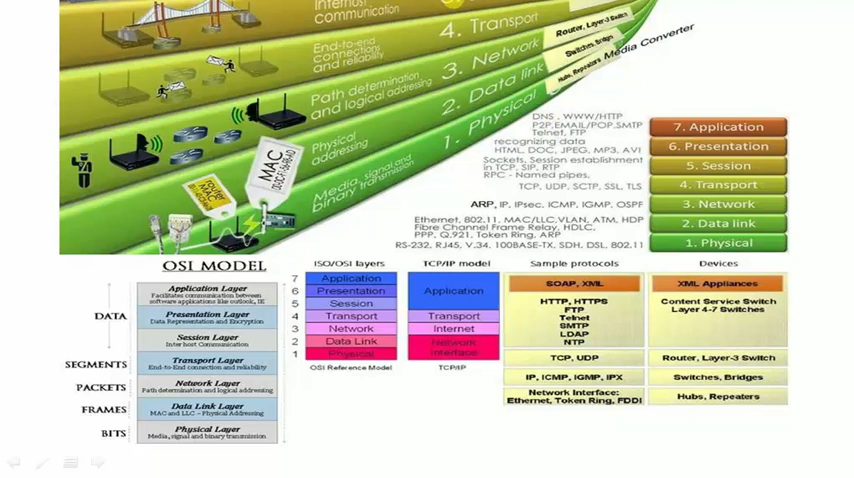 Interhost
communication
4. Transport
Router, Layer-3 Switch
End-to-end
connections
and reliability
3. Network
Switches, Bridges
Media Converter
Hubs, Repeaters
Path determination
and logical addressing
2. Data link
Physical
addressing
1. Physical
Media, signal and
binary transmission
MAC
DNS , WWW/HTTP
P2P,EMAIL/POP,SMTP
Telnet, FTP
recognizing data
HTML, DOC, JPEG, MP3, AVI
Sockets, Session establishment
in TCP, SIP, RTP
RPC - Named pipes,
TCP, UDP, SCTP, SSL, TLS
ARP, IP, IPsec, ICMP, IGMP, OSPF
Ethernet, 802.11, MAC/LLC,VLAN, ATM, HDP
Fibre Channel Frame Relay, HDLC,
PPP, Q.921, Token Ring, ARP
RS-232, RJ45, V.34, 100BASE-TX, SDH, DSL, 802.11
7. Application
6. Presentation
5. Session
4. Transport
3. Network
2. Data link
1. Physical
OSI MODEL
DATA
SEGMENTS
PACKETS
FRAMES
BITS
Application Layer
Facilitates communication between
software applications like outlook, IE
Presentation Layer
Data Representation and Encryption
Session Layer
Interhost Communication
Transport Layer
End-to-End connection and reliability
Network Layer
Path determination and logical addressing
Data Link Layer
MAC and LLC – Physical Addressing
Physical Layer
Media, signal and binary transmission
ISO/OSI layers
7 Application
6 Presentation
5 Session
4 Transport
3 Network
2 Data Link
1 Physical
OSI Reference Model
TCP/IP model
Application
Transport
Internet
Network
Interface
TCP/IP
Sample protocols
SOAP, XML
HTTP, HTTPS
FTP
Telnet
SMTP
LDAP
NTP
TCP, UDP
IP, ICMP, IGMP, IPX
Network Interface:
Ethernet, Token Ring, FDDI
Devices
XML Appliances
Content Service Switch
Layer 4-7 Switches
Router, Layer-3 Switch
Switches, Bridges
Hubs, Repeaters